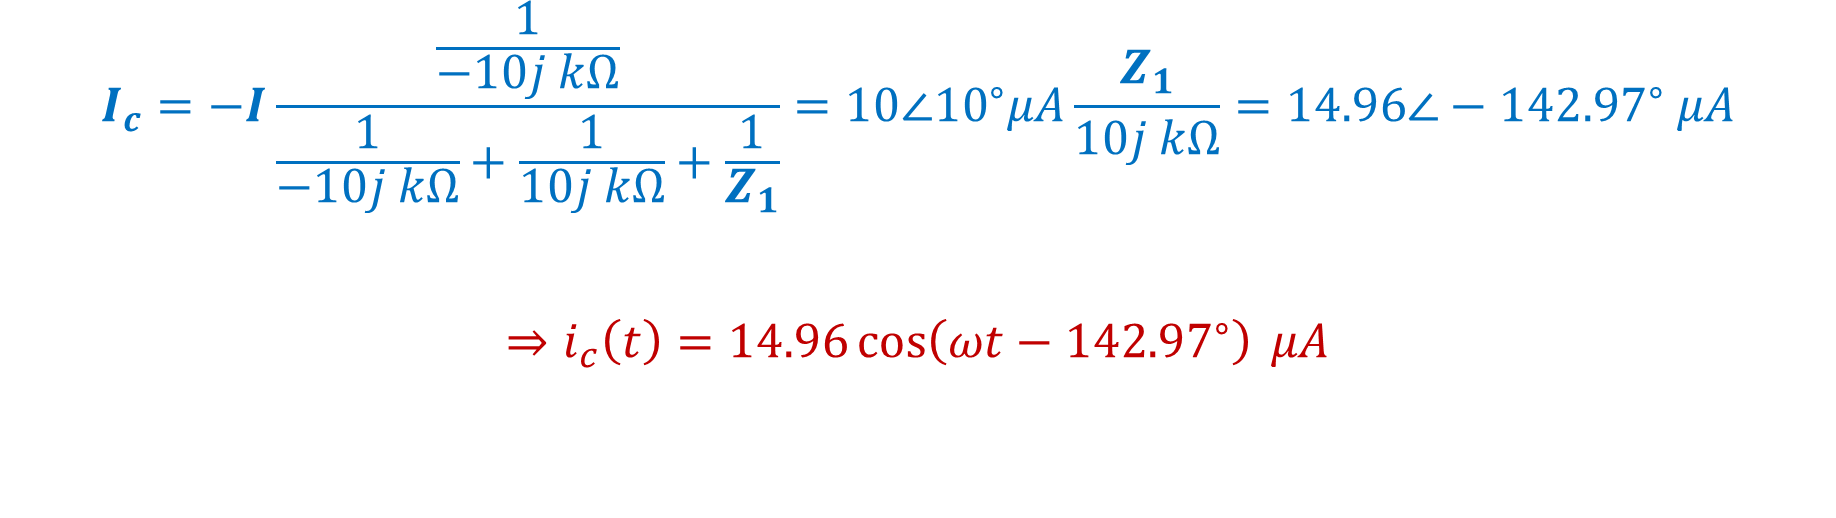 I_c = −I (1/(−10j kΩ))/(1/(−10j kΩ) + 1/(10j kΩ) + 1/Z_1) = 10∠10°μA Z_1/(10j kΩ) = 14.96∠ − 142.97° μA
⇒ i_c(t) = 14.96 cos(ωt − 142.97°) μA